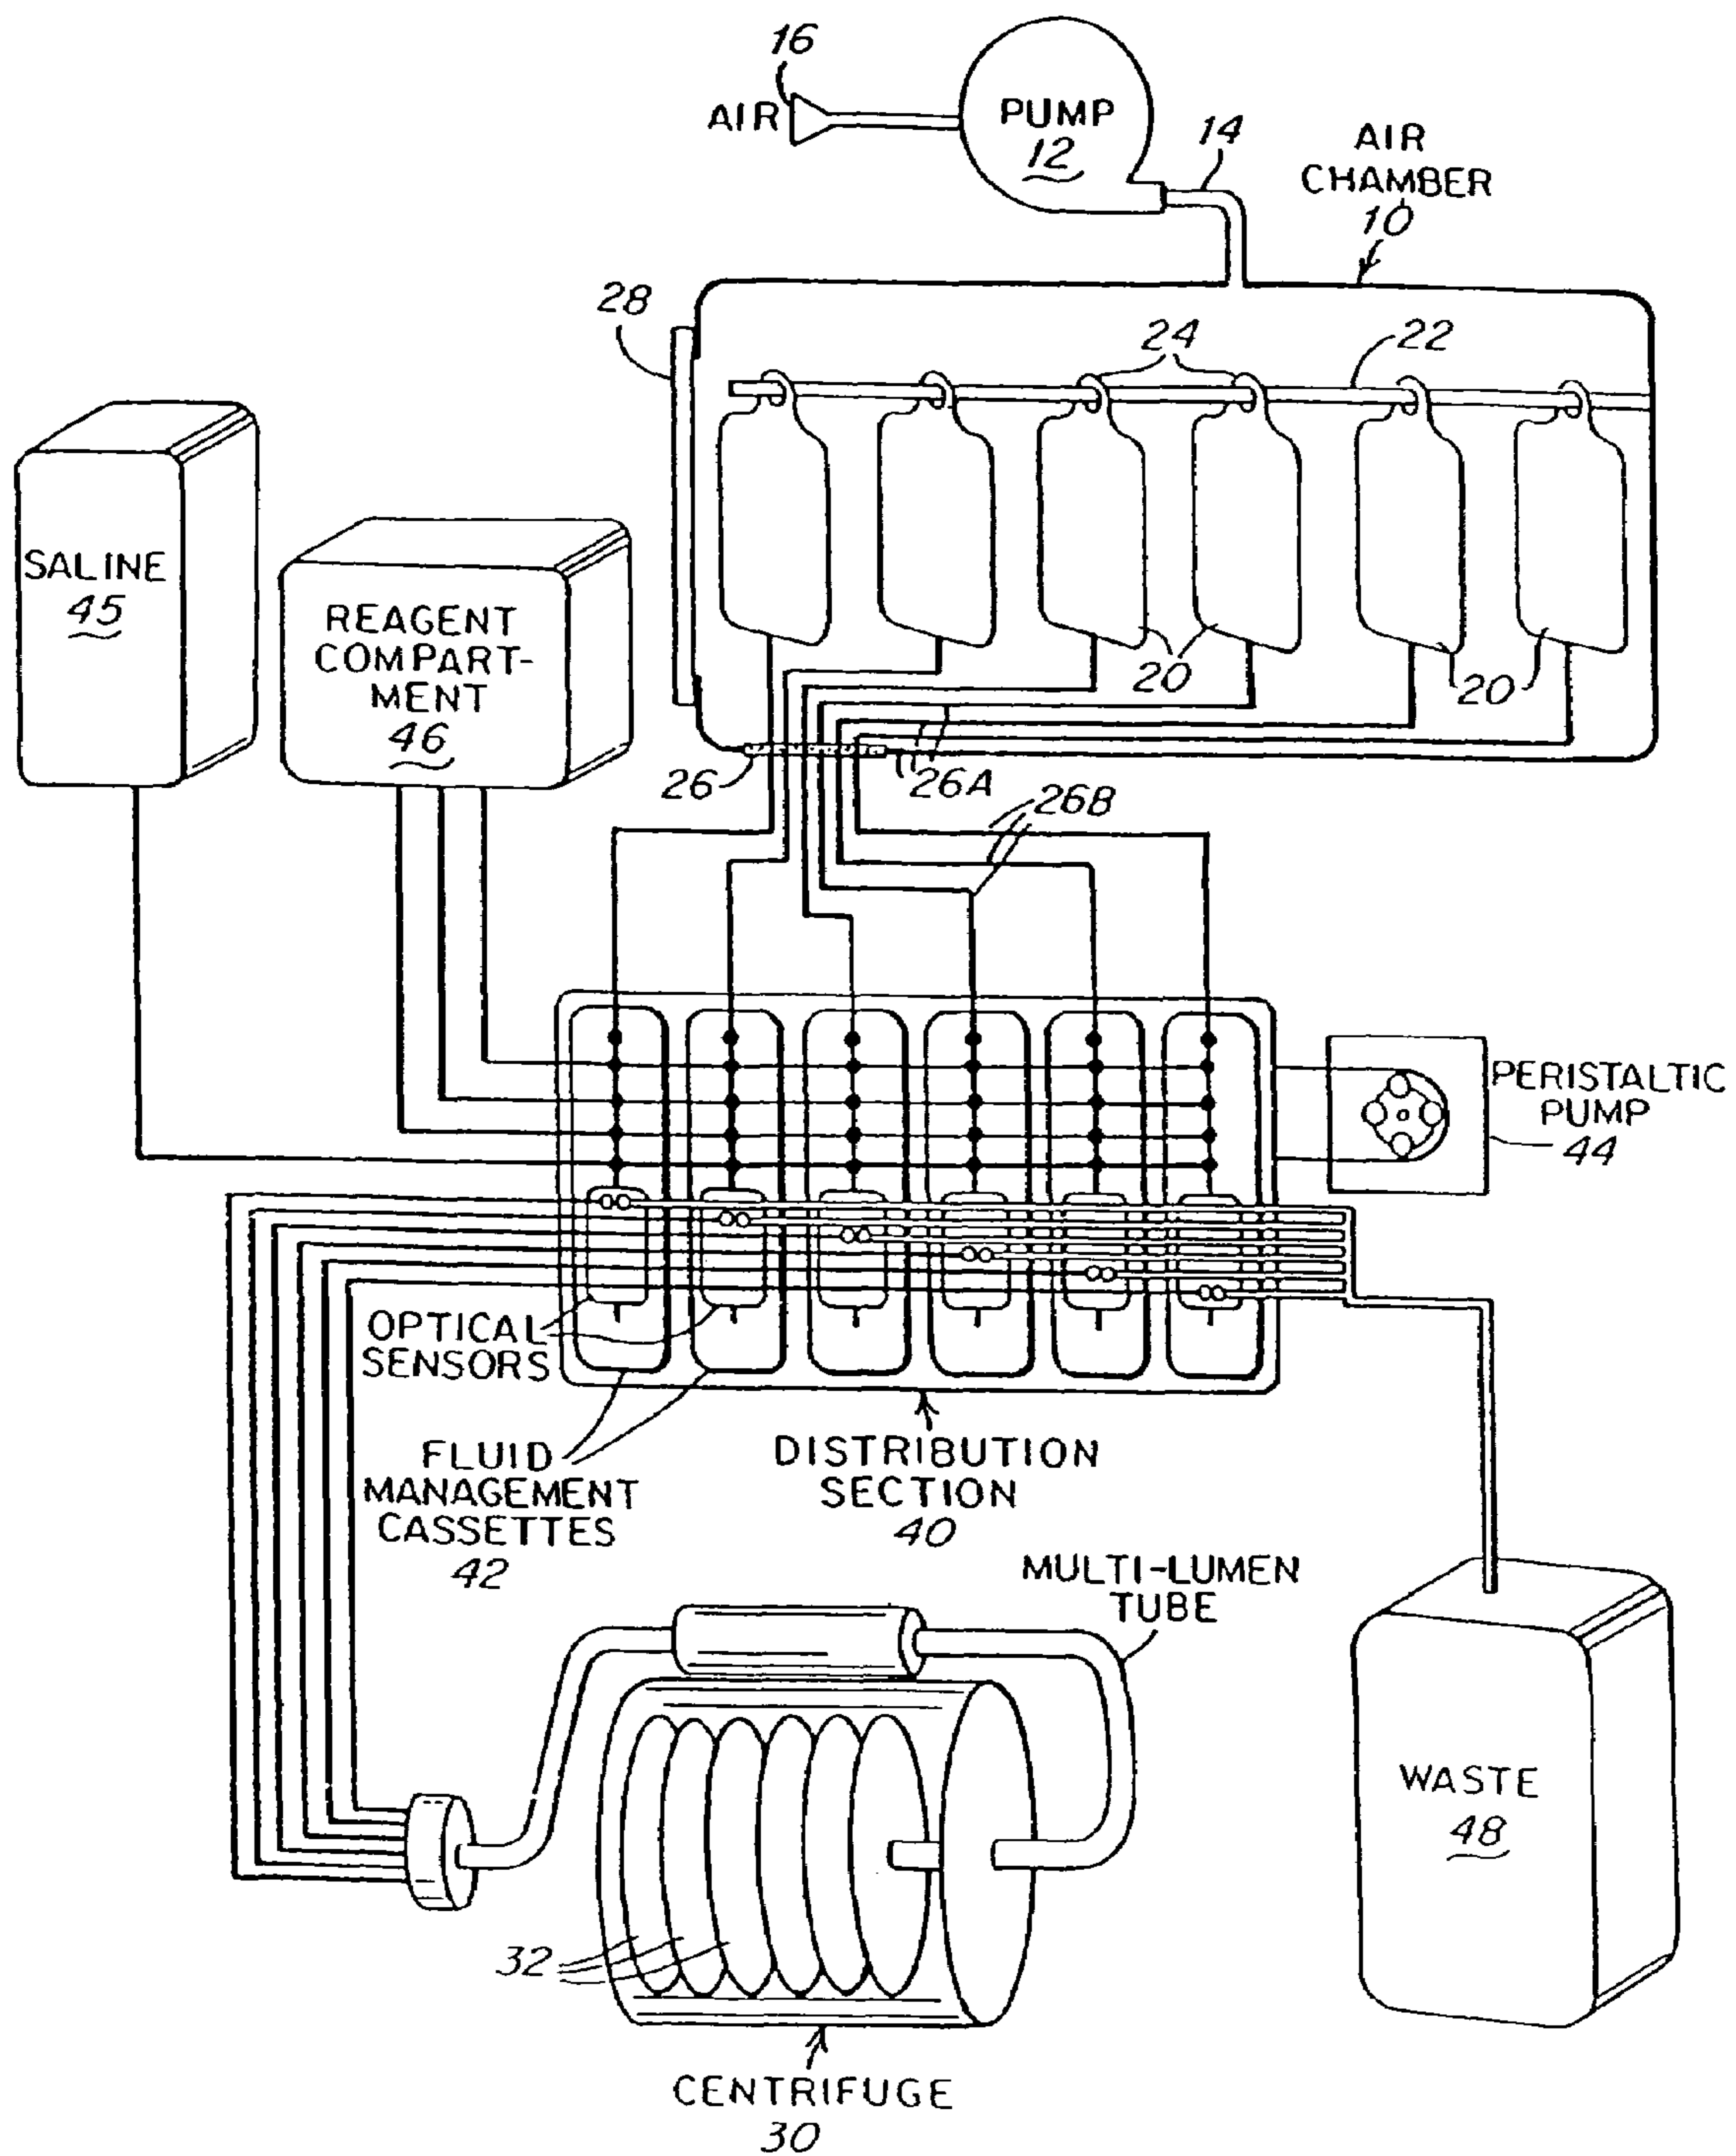 16
AIR
PUMP
12
14
AIR
CHAMBER
10
28
24
22
SALINE
45
REAGENT
COMPART-
MENT
46
20
20
26
26A
26B
PERISTALTIC
PUMP
44
OPTICAL
SENSORS
FLUID
MANAGEMENT
CASSETTES
42
DISTRIBUTION
SECTION
40
MULTI-LUMEN
TUBE
WASTE
48
32
CENTRIFUGE
30